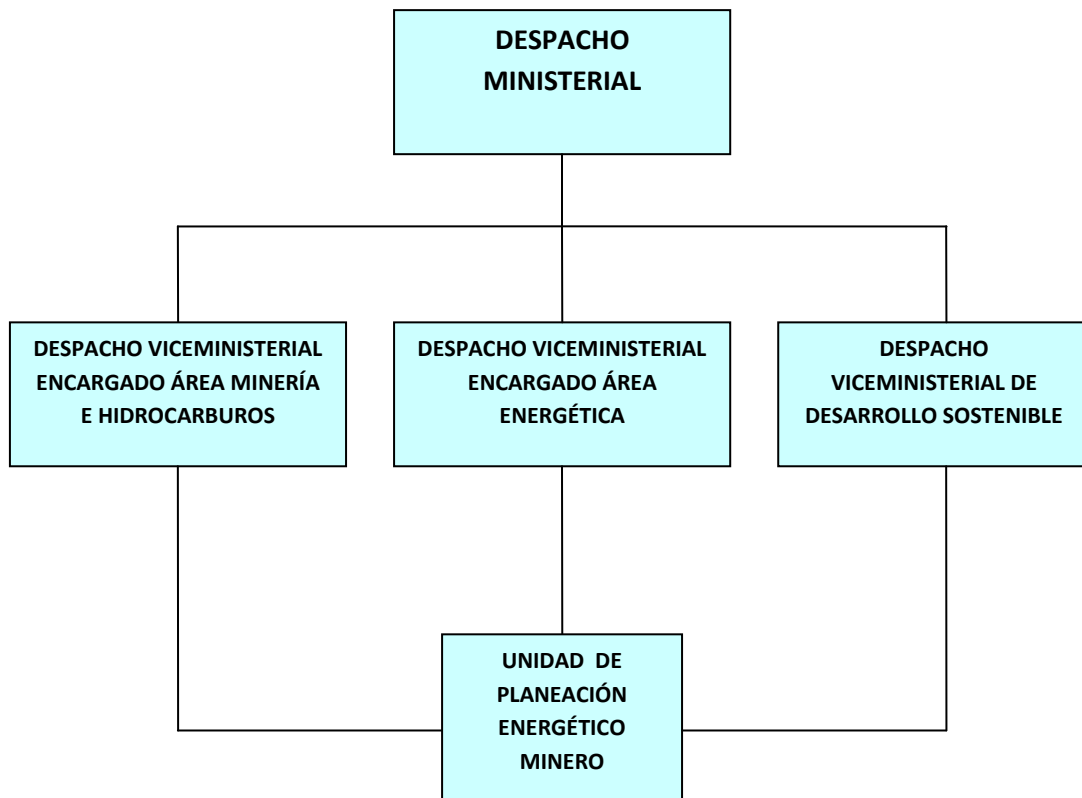 DESPACHO
MINISTERIAL
DESPACHO VICEMINISTERIAL
ENCARGADO ÁREA MINERÍA
E HIDROCARBUROS
DESPACHO VICEMINISTERIAL
ENCARGADO ÁREA
ENERGÉTICA
DESPACHO
VICEMINISTERIAL DE
DESARROLLO SOSTENIBLE
UNIDAD DE
PLANEACIÓN
ENERGÉTICO
MINERO